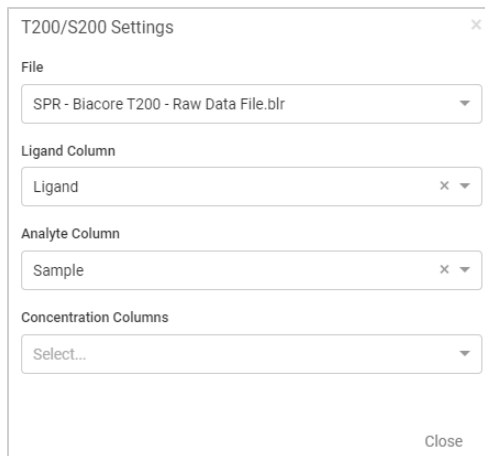 T200/S200 Settings ×
File
SPR - Biacore T200 - Raw Data File.blr
Ligand Column
Ligand ×
Analyte Column
Sample ×
Concentration Columns
Select...
Close